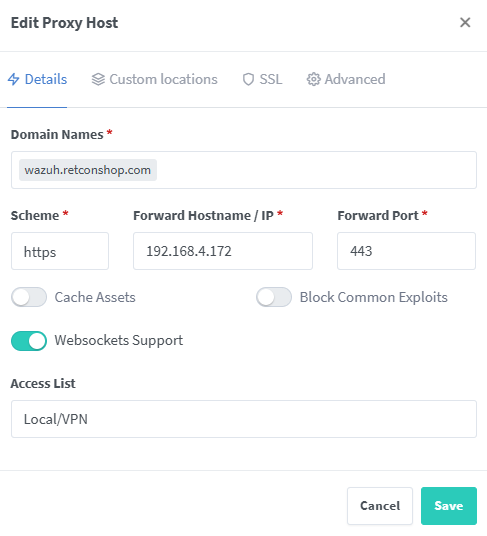 Edit Proxy Host
Details Custom locations SSL Advanced
Domain Names *
wazuh.retconshop.com
Scheme * Forward Hostname / IP * Forward Port *
https 192.168.4.172 443
Cache Assets Block Common Exploits
Websockets Support
Access List
Local/VPN
Cancel Save